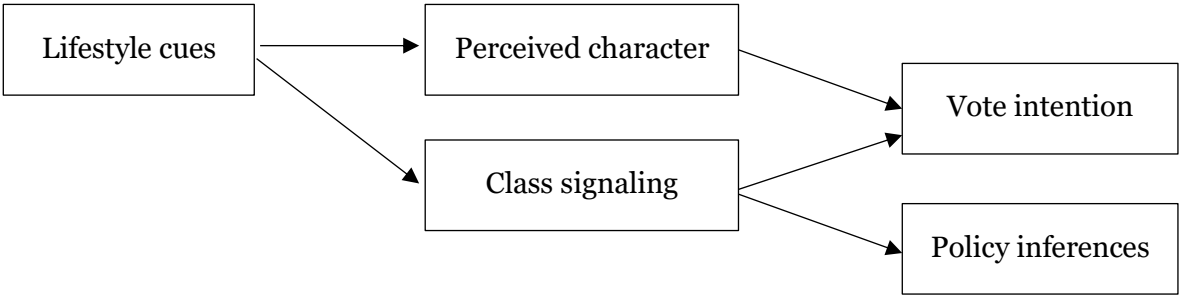 Lifestyle cues
Perceived character
Class signaling
Vote intention
Policy inferences